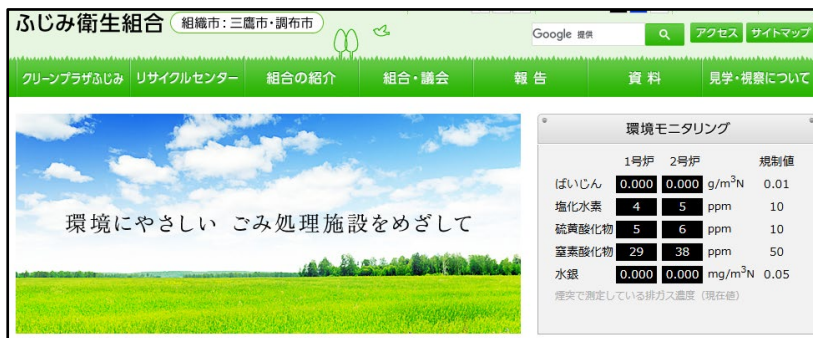 ふじみ衛生組合 組織市：三鷹市・調布市
Google 提供
アクセス サイトマップ
クリーンプラザふじみ リサイクルセンター 組合の紹介 組合・議会 報告 資料 見学・視察について
環境にやさしい ごみ処理施設をめざして
環境モニタリング
1号炉 2号炉 規制値
ばいじん 0.000 0.000 g/m³N 0.01
塩化水素 4 5 ppm 10
硫黄酸化物 5 6 ppm 10
窒素酸化物 29 38 ppm 50
水銀 0.000 0.000 mg/m³N 0.05
煙突で測定している排ガス濃度（現在値）